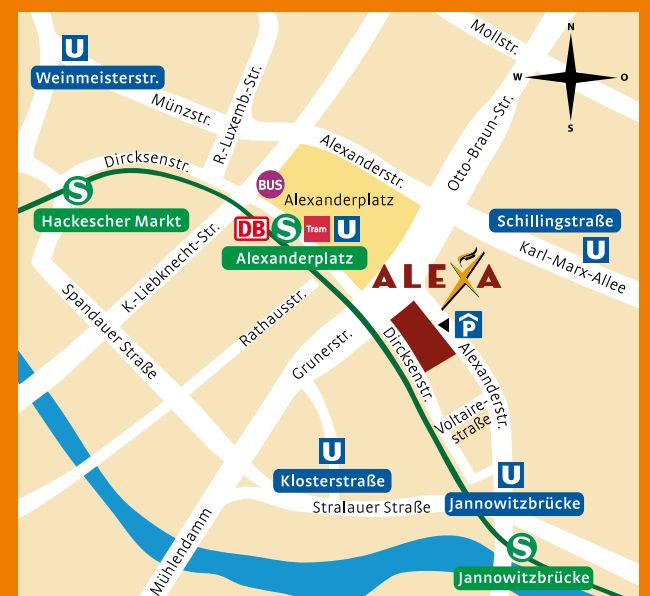 Mollstr.
N
W
O
S
U
Weinmeisterstr.
Münzstr.
R.-Luxemb.-Str.
Otto-Braun-Str.
Alexanderstr.
Dircksenstr.
S
Hackescher Markt
BUS
Alexanderplatz
DB S Tram U
Alexanderplatz
Schillingstraße
U
Karl-Marx-Allee
K.-Liebknecht-Str.
ALEXA
P
Spandauer Straße
Rathausstr.
Grunerstr.
Dircksenstr.
Alexanderstr.
Voltaire-
straße
U
Klosterstraße
Stralauer Straße
U
Jannowitzbrücke
Mühlendamm
S
Jannowitzbrücke